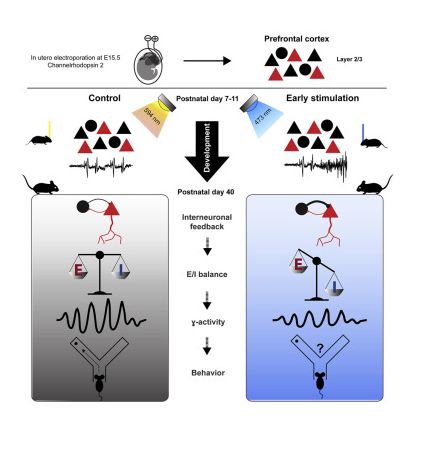 In utero electroporation at E15.5
Channelrhodopsin 2
Prefrontal cortex
Layer 2/3
Control
Postnatal day 7-11
Early stimulation
594 nm
473 nm
Development
Postnatal day 40
Interneuronal
feedback
E/I balance
ɣ-activity
Behavior
E
I
E
I
?